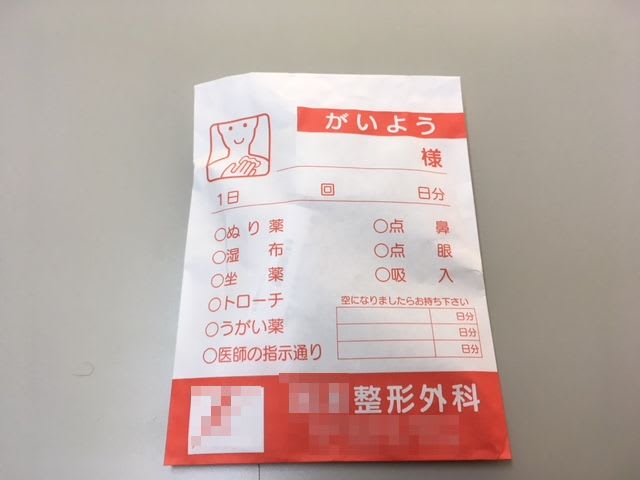 がいよう
様
1日 回 日分
○ぬり薬 ○点鼻
○湿布 ○点眼
○坐薬 ○吸入
○トローチ
○うがい薬
○医師の指示通り
空になりましたらお持ち下さい
日分
日分
日分
整形外科